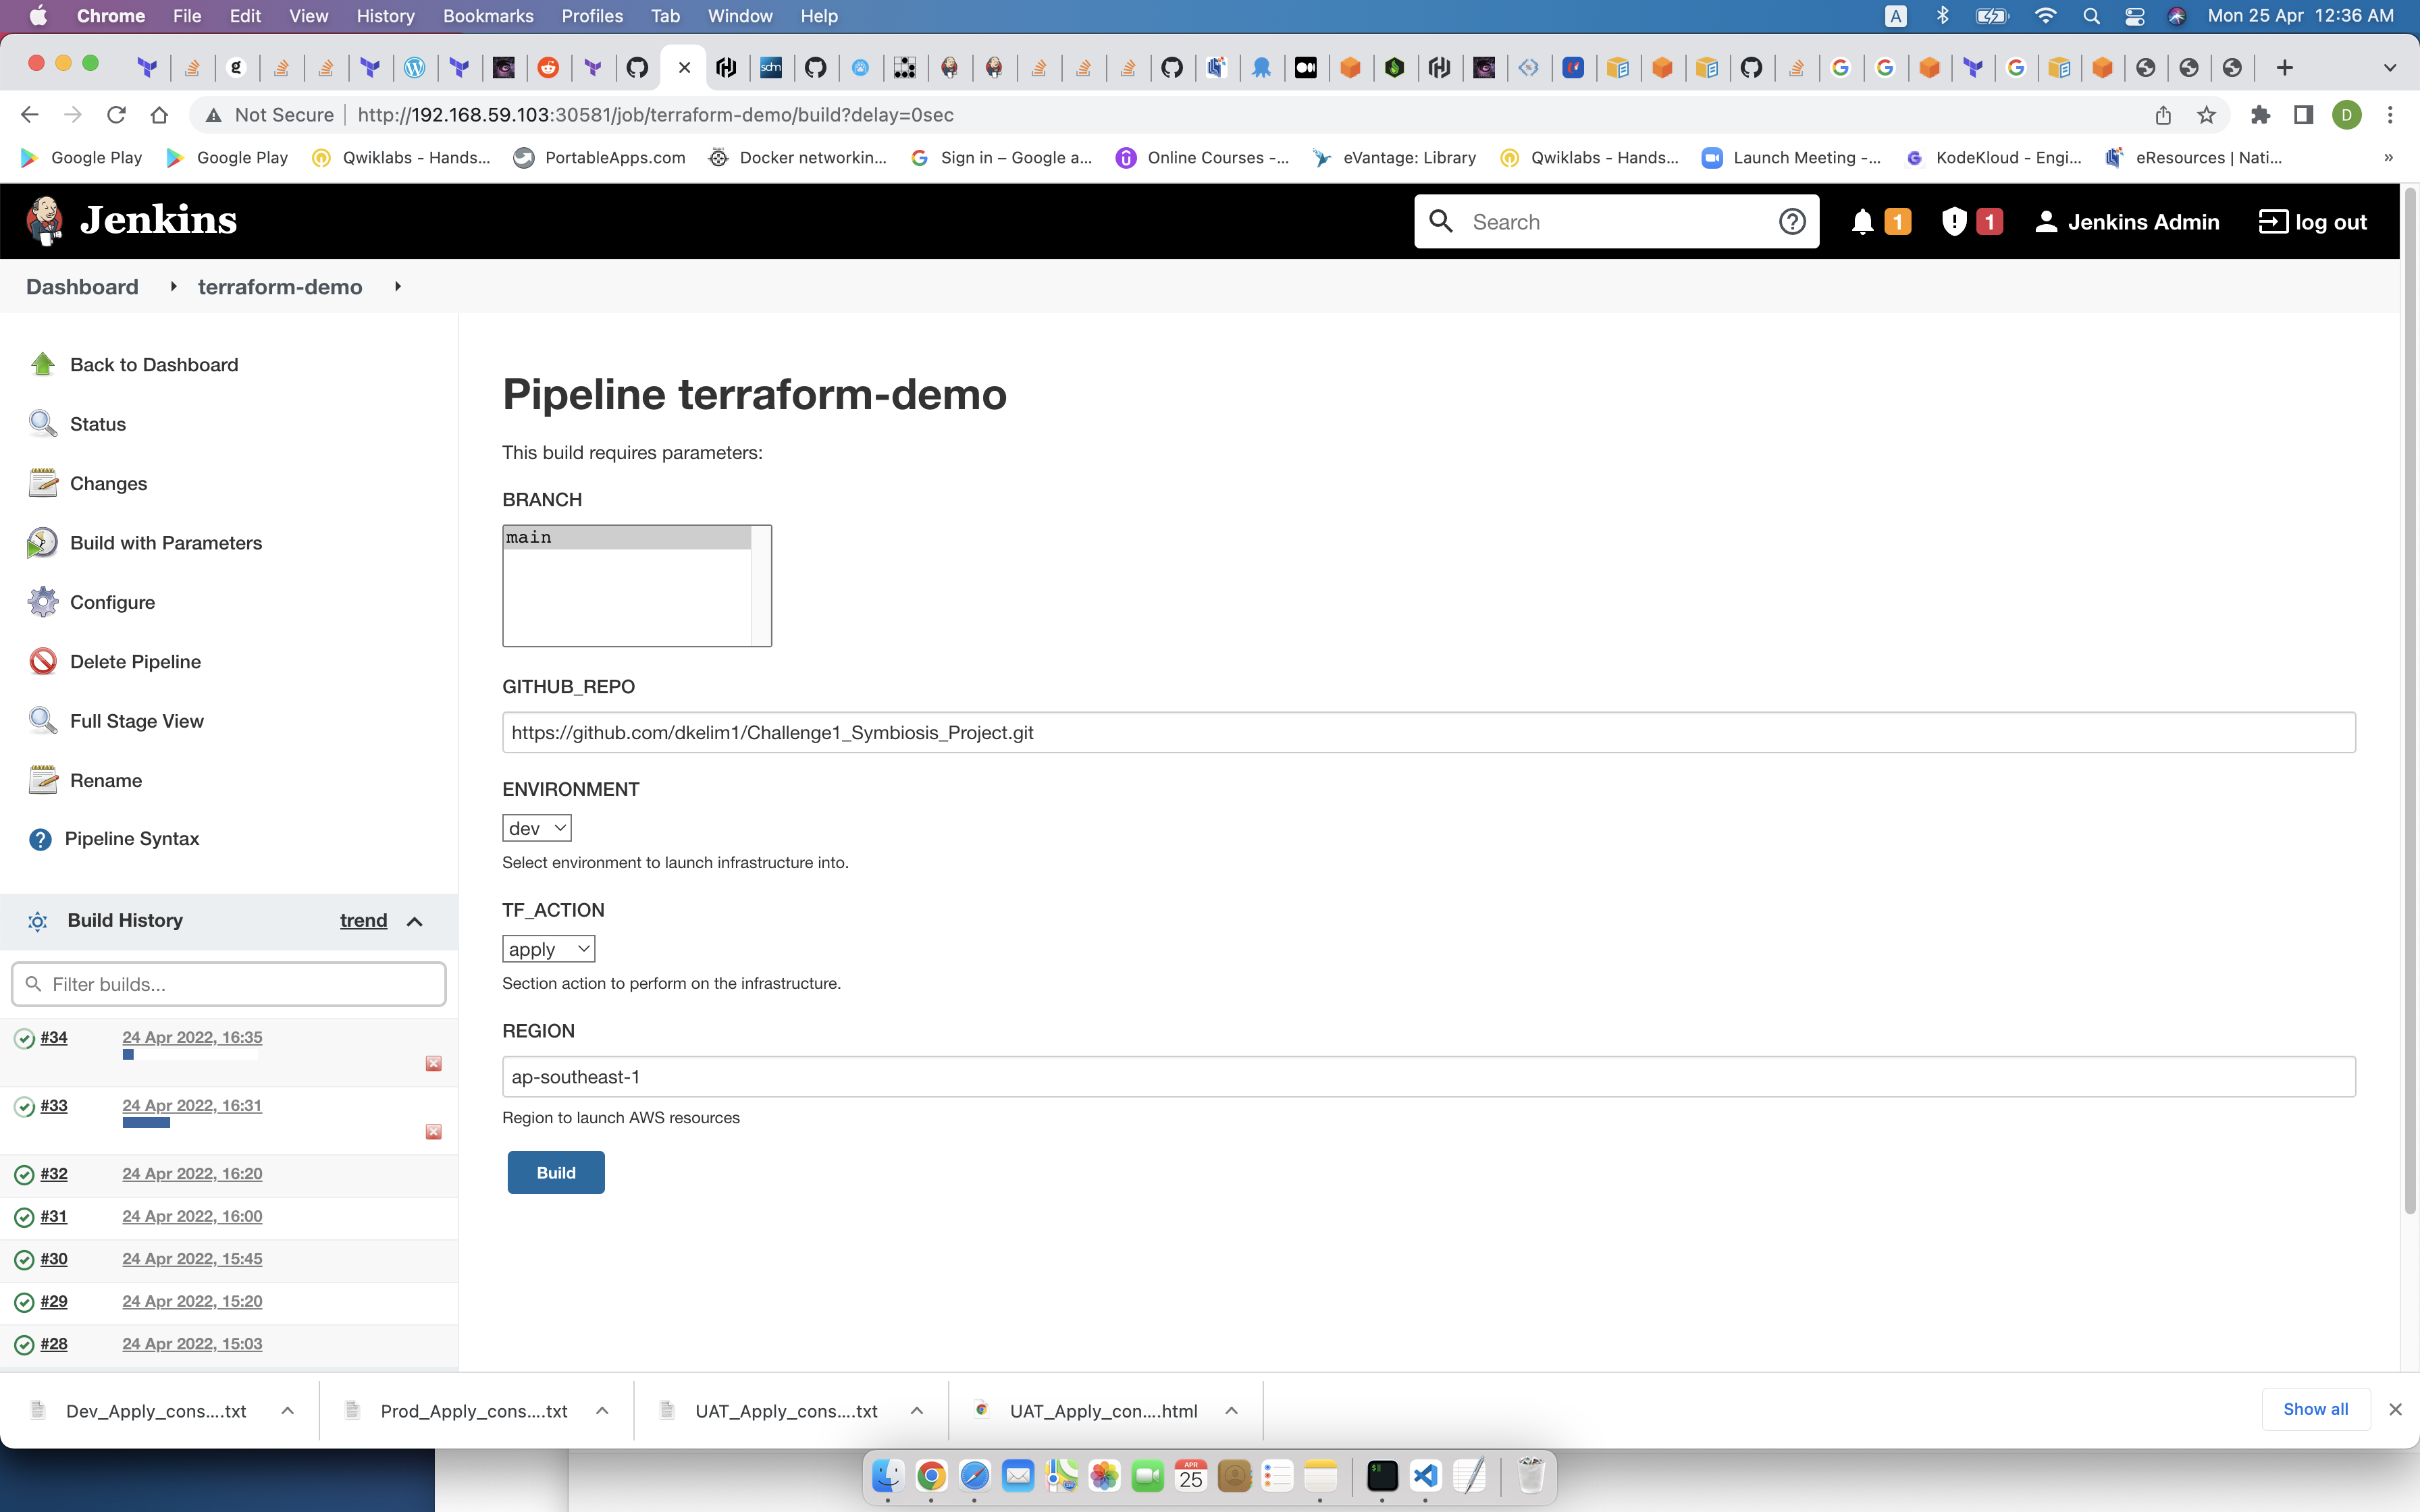 Chrome File Edit View History Bookmarks Profiles Tab Window Help
A
Mon 25 Apr 12:36 AM
g
sdm
Not Secure http://192.168.59.103:30581/job/terraform-demo/build?delay=0sec
D
Google Play
Google Play
Qwiklabs - Hands...
PortableApps.com
Docker networkin...
Sign in – Google a...
Online Courses -...
eVantage: Library
Qwiklabs - Hands...
Launch Meeting -...
KodeKloud - Engi...
eResources | Nati...
»
Jenkins
Search
1
1
Jenkins Admin
log out
Dashboard
terraform-demo
Back to Dashboard
Status
Changes
Build with Parameters
Configure
Delete Pipeline
Full Stage View
Rename
Pipeline Syntax
Build History trend
Filter builds...
#34 24 Apr 2022, 16:35
#33 24 Apr 2022, 16:31
#32 24 Apr 2022, 16:20
#31 24 Apr 2022, 16:00
#30 24 Apr 2022, 15:45
#29 24 Apr 2022, 15:20
#28 24 Apr 2022, 15:03
Pipeline terraform-demo
This build requires parameters:
BRANCH
main
GITHUB_REPO
https://github.com/dkelim1/Challenge1_Symbiosis_Project.git
ENVIRONMENT
dev
Select environment to launch infrastructure into.
TF_ACTION
apply
Section action to perform on the infrastructure.
REGION
ap-southeast-1
Region to launch AWS resources
Build
Dev_Apply_cons....txt
Prod_Apply_cons....txt
UAT_Apply_cons....txt
UAT_Apply_con....html
Show all
APR
25